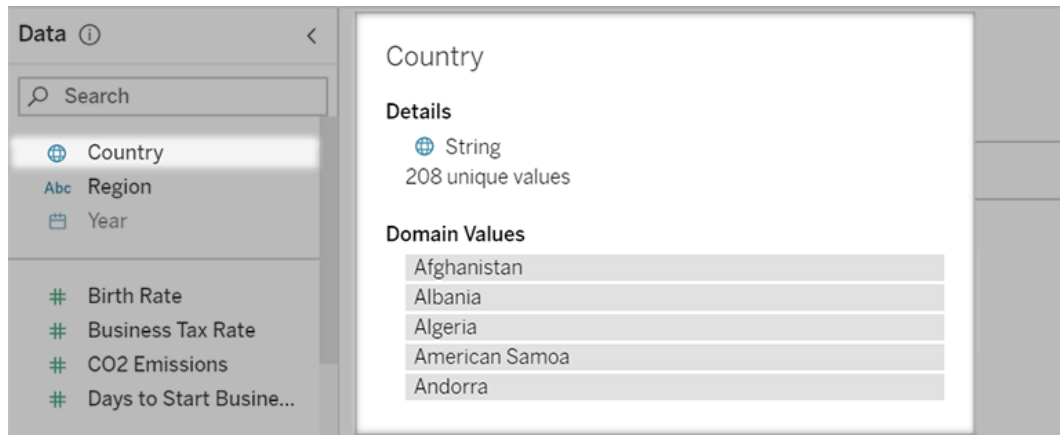 Data
Search
Country
Abc Region
Year
# Birth Rate
# Business Tax Rate
# CO2 Emissions
# Days to Start Busine...
Country
Details
String
208 unique values
Domain Values
Afghanistan
Albania
Algeria
American Samoa
Andorra